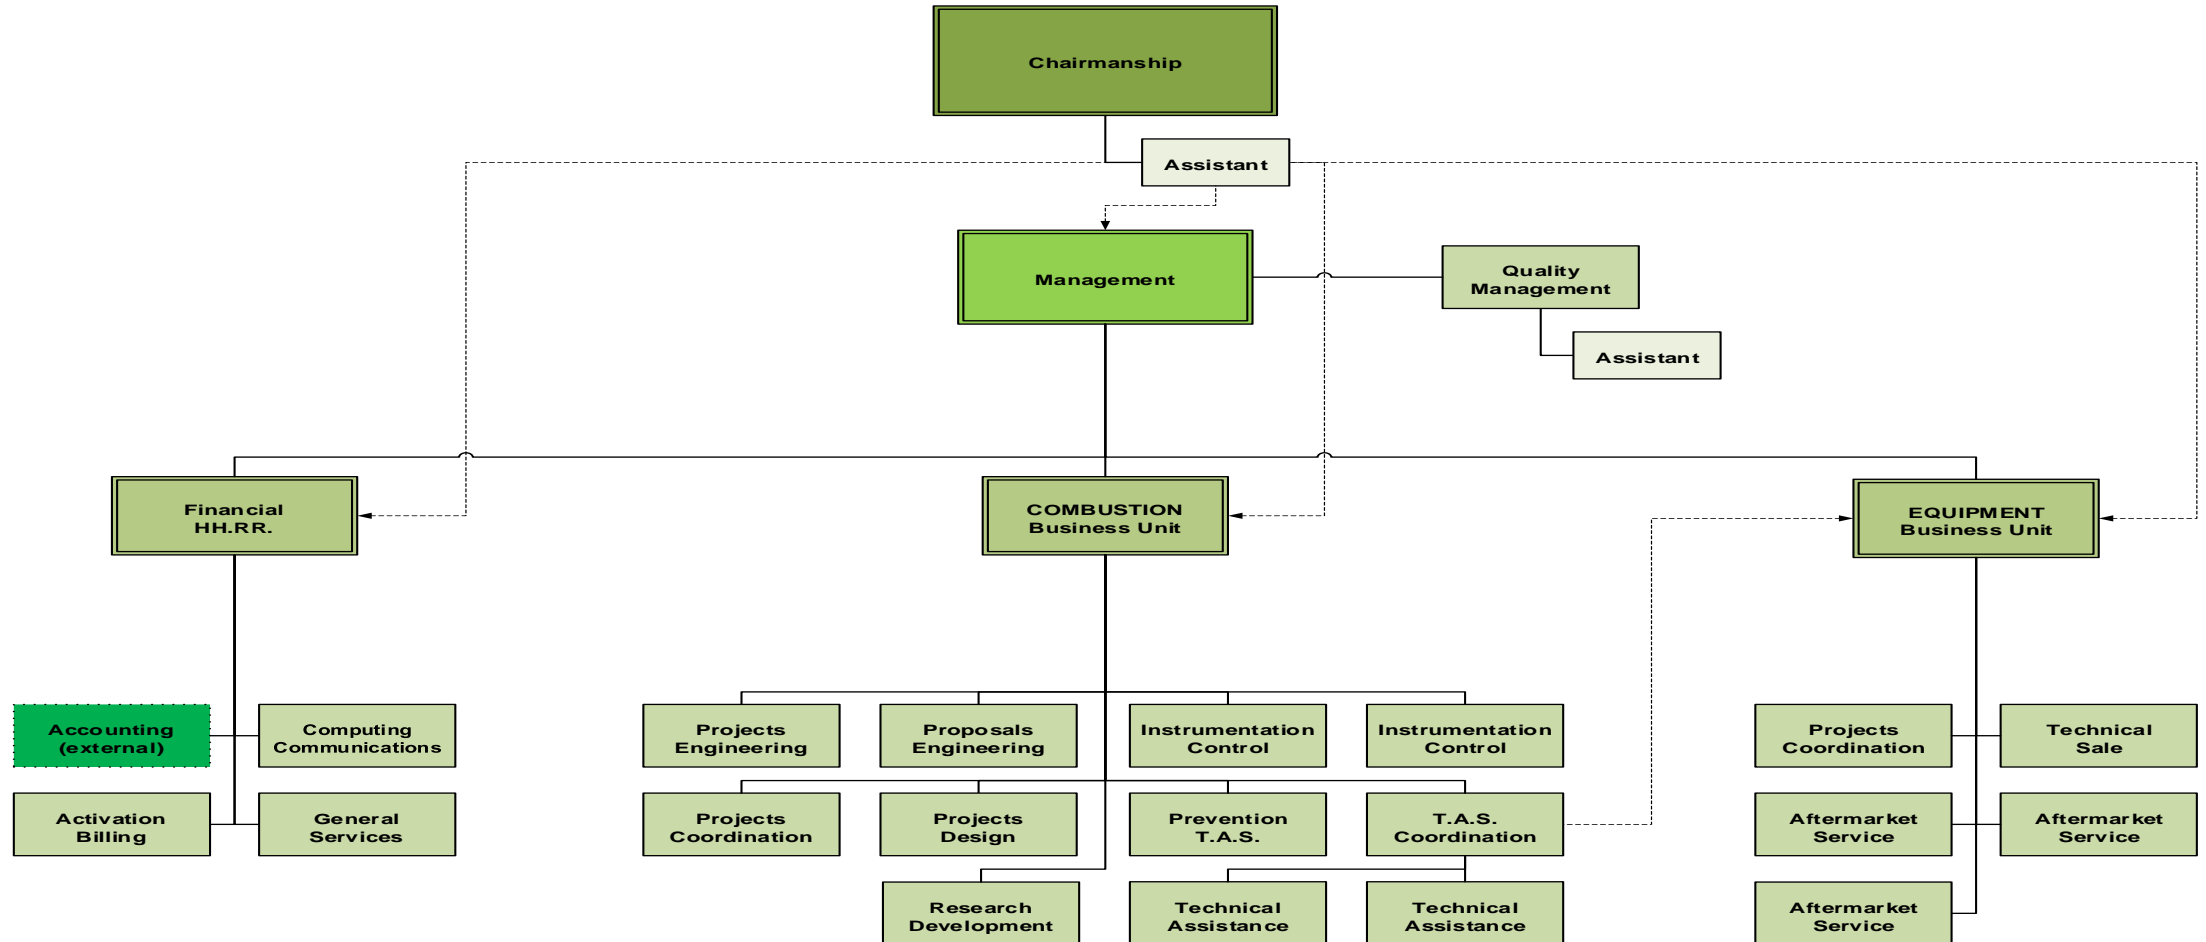 Chairmanship
Assistant
Management
Quality
Management
Assistant
Financial
HH.RR.
COMBUSTION
Business Unit
EQUIPMENT
Business Unit
Accounting
(external)
Computing
Communications
Projects
Engineering
Proposals
Engineering
Instrumentation
Control
Instrumentation
Control
Projects
Coordination
Technical
Sale
Activation
Billing
General
Services
Projects
Coordination
Projects
Design
Prevention
T.A.S.
T.A.S.
Coordination
Aftermarket
Service
Aftermarket
Service
Research
Development
Technical
Assistance
Technical
Assistance
Aftermarket
Service